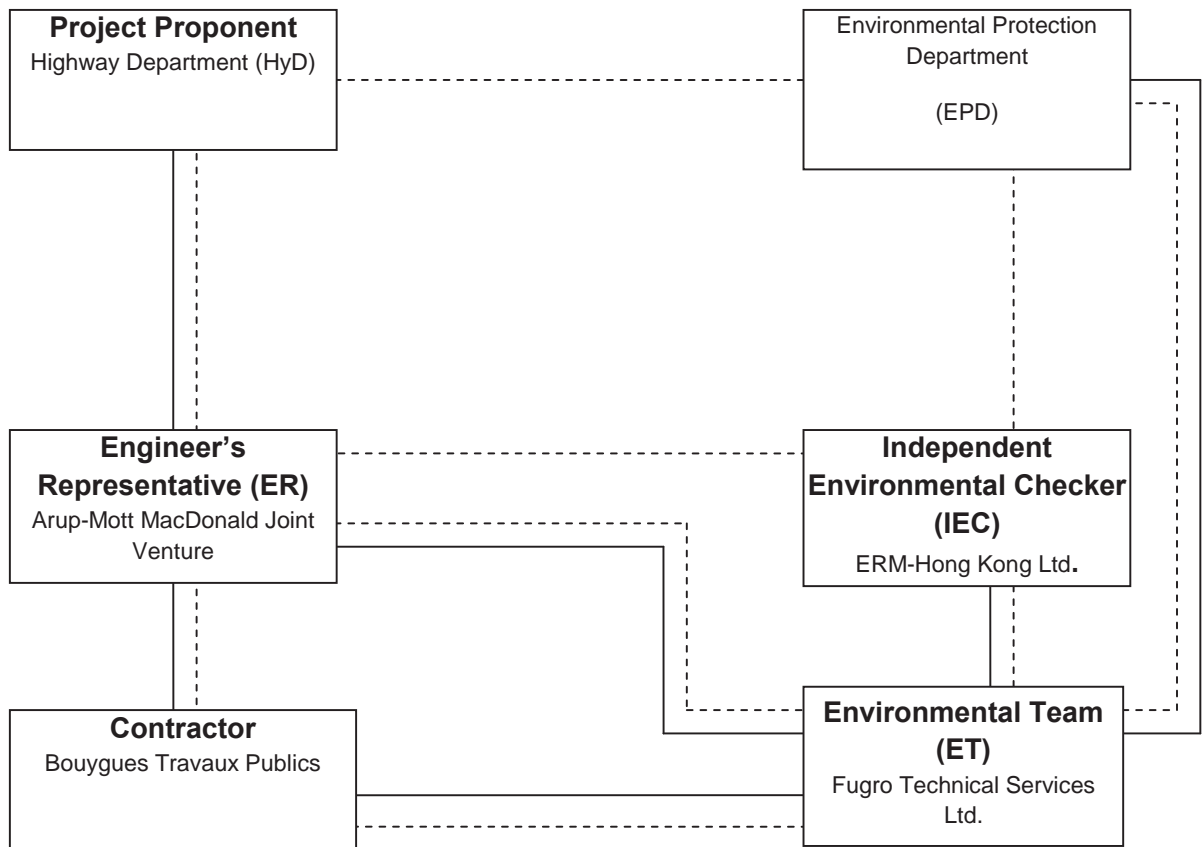 Project Proponent
Highway Department (HyD)
Environmental Protection
Department
(EPD)
Engineer’s
Representative (ER)
Arup-Mott MacDonald Joint
Venture
Independent
Environmental Checker
(IEC)
ERM-Hong Kong Ltd.
Contractor
Bouygues Travaux Publics
Environmental Team
(ET)
Fugro Technical Services
Ltd.